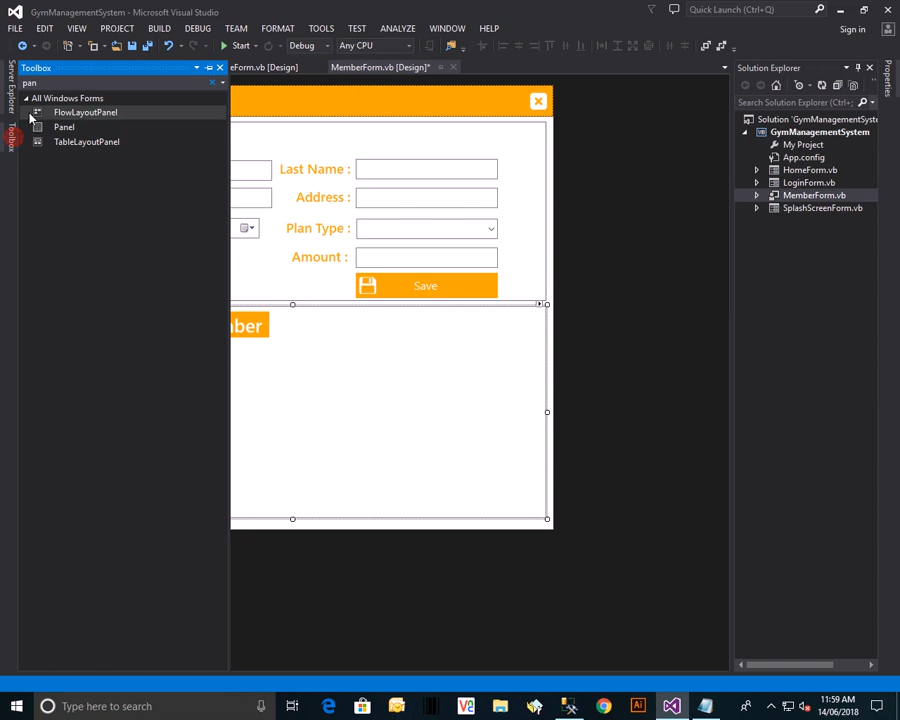 GymManagementSystem - Microsoft Visual Studio
Quick Launch (Ctrl+Q)
FILE EDIT VIEW PROJECT BUILD DEBUG TEAM FORMAT TOOLS TEST ANALYZE WINDOW HELP
Sign in
Start Debug Any CPU
Server Explorer
Toolbox
Toolbox
pan
All Windows Forms
FlowLayoutPanel
Panel
TableLayoutPanel
eForm.vb [Design]
MemberForm.vb [Design]*
Last Name :
Address :
Plan Type :
Amount :
Save
ber
Solution Explorer
Search Solution Explorer (Ctrl+;
Solution 'GymManagementSyste
GymManagementSystem
My Project
App.config
HomeForm.vb
LoginForm.vb
MemberForm.vb
SplashScreenForm.vb
Properties
Type here to search
11:59 AM
14/06/2018